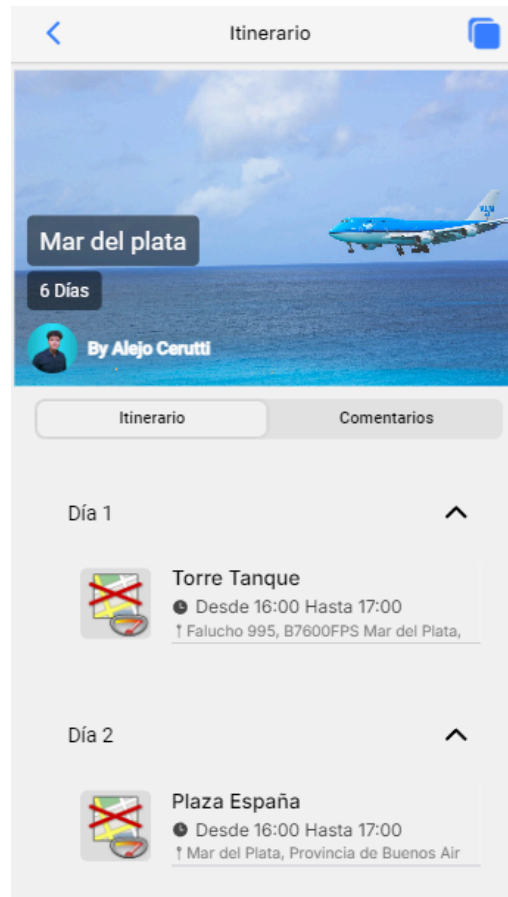 Itinerario
KLM
Mar del plata
6 Días
By Alejo Cerutti
Itinerario Comentarios
Día 1
Torre Tanque
Desde 16:00 Hasta 17:00
Falucho 995, B7600FPS Mar del Plata,
Día 2
Plaza España
Desde 16:00 Hasta 17:00
Mar del Plata, Provincia de Buenos Air